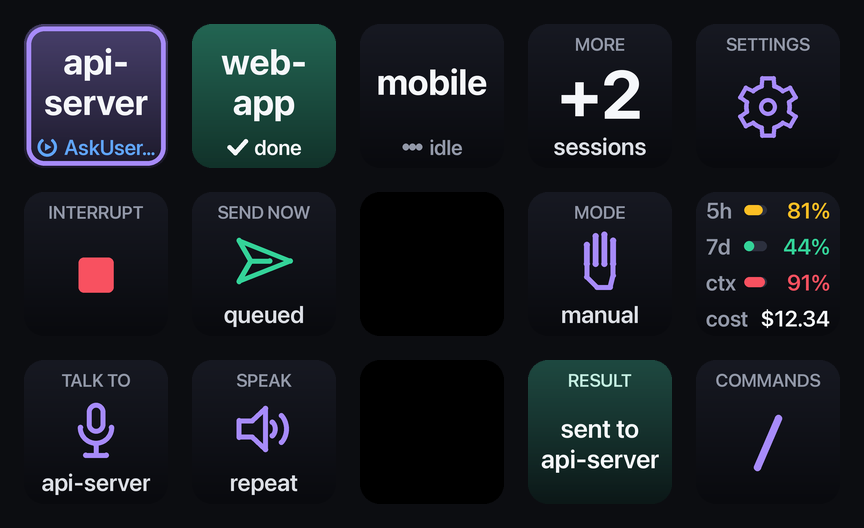 api-
server
AskUser...
web-
app
done
mobile
idle
MORE
+2
sessions
SETTINGS
INTERRUPT
SEND NOW
queued
MODE
manual
5h 81%
7d 44%
ctx 91%
cost $12.34
TALK TO
api-server
SPEAK
repeat
RESULT
sent to
api-server
COMMANDS
/